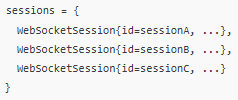 sessions = {
  WebSocketSession{id=sessionA, ...},
  WebSocketSession{id=sessionB, ...},
  WebSocketSession{id=sessionC, ...}
}